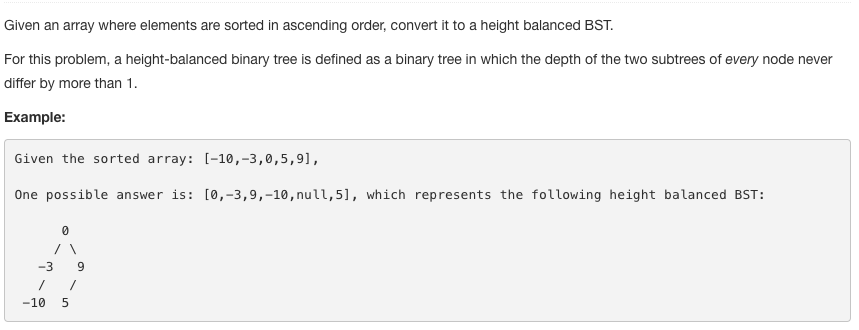 Given an array where elements are sorted in ascending order, convert it to a height balanced BST.
For this problem, a height-balanced binary tree is defined as a binary tree in which the depth of the two subtrees of every node never
differ by more than 1.
Example:
Given the sorted array: [-10,-3,0,5,9],
One possible answer is: [0,-3,9,-10,null,5], which represents the following height balanced BST:
      0
     / \
   -3   9
   /   /
 -10  5